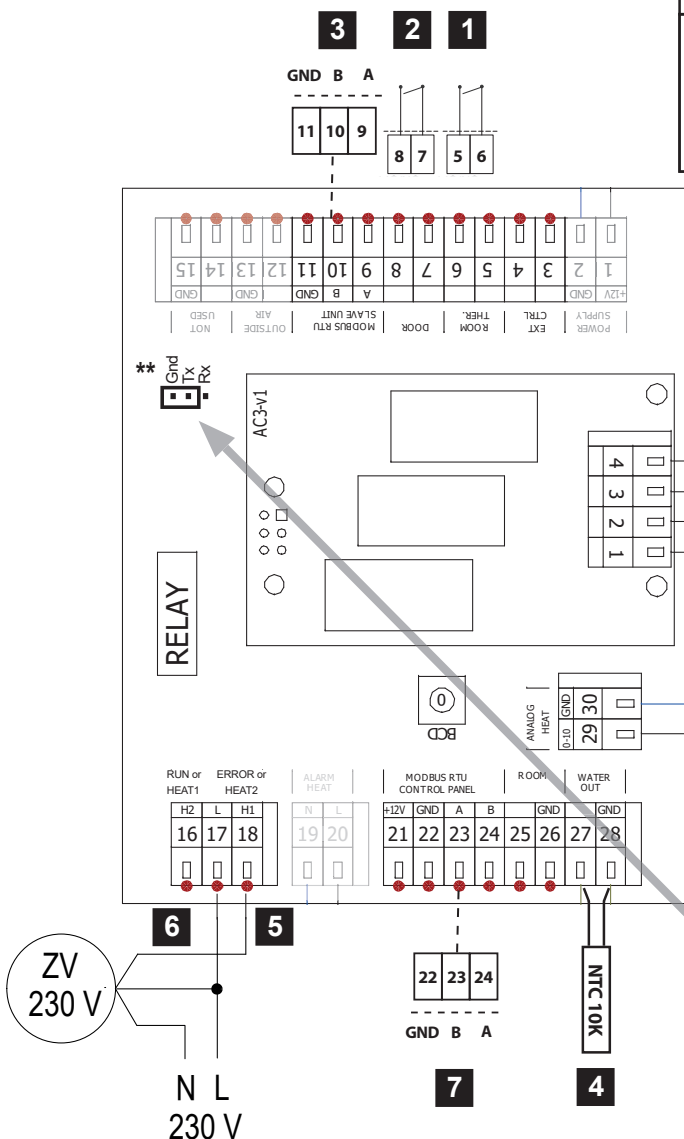 3 2 1
GND B A
11 10 9
8 7
5 6
15 14 13 12 11 10 9 8 7 6 5 4 3 2 1
GND GND GND B A GND +12V
NOT USED
OUTSIDE AIR
MODBUS RTU SLAVE UNIT
DOOR
ROOM THER.
EXT CTRL
POWER SUPPLY
**
Gnd
Tx
Rx
AC3-v1
4
3
2
1
RELAY
0
BCD
ANALOG HEAT
0-10 GND
29 30
RUN or HEAT1
ERROR or HEAT2
ALARM HEAT
MODBUS RTU CONTROL PANEL
ROOM
WATER OUT
H2 L H1
N L
+12V GND A B GND GND
16 17 18
19 20
21 22 23 24 25 26 27 28
6 5
ZV
230 V
22 23 24
GND B A
NTC 10K
7 4
N L
230 V